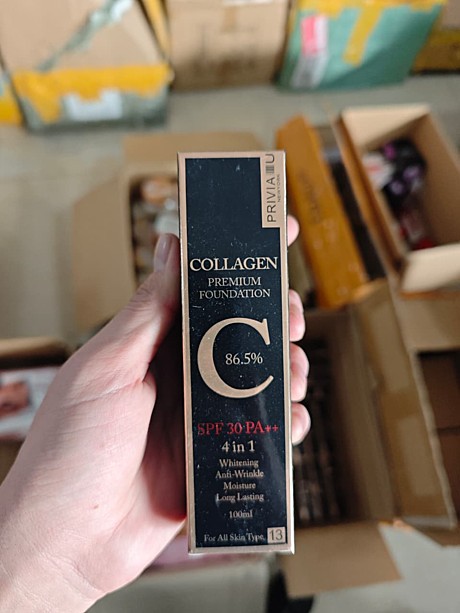 PRIVIA U
COLLAGEN
PREMIUM
FOUNDATION
C
86.5%
SPF 30 PA++
4 in 1
Whitening
Anti-Wrinkle
Moisture
Long Lasting
100ml
For All Skin Type
13